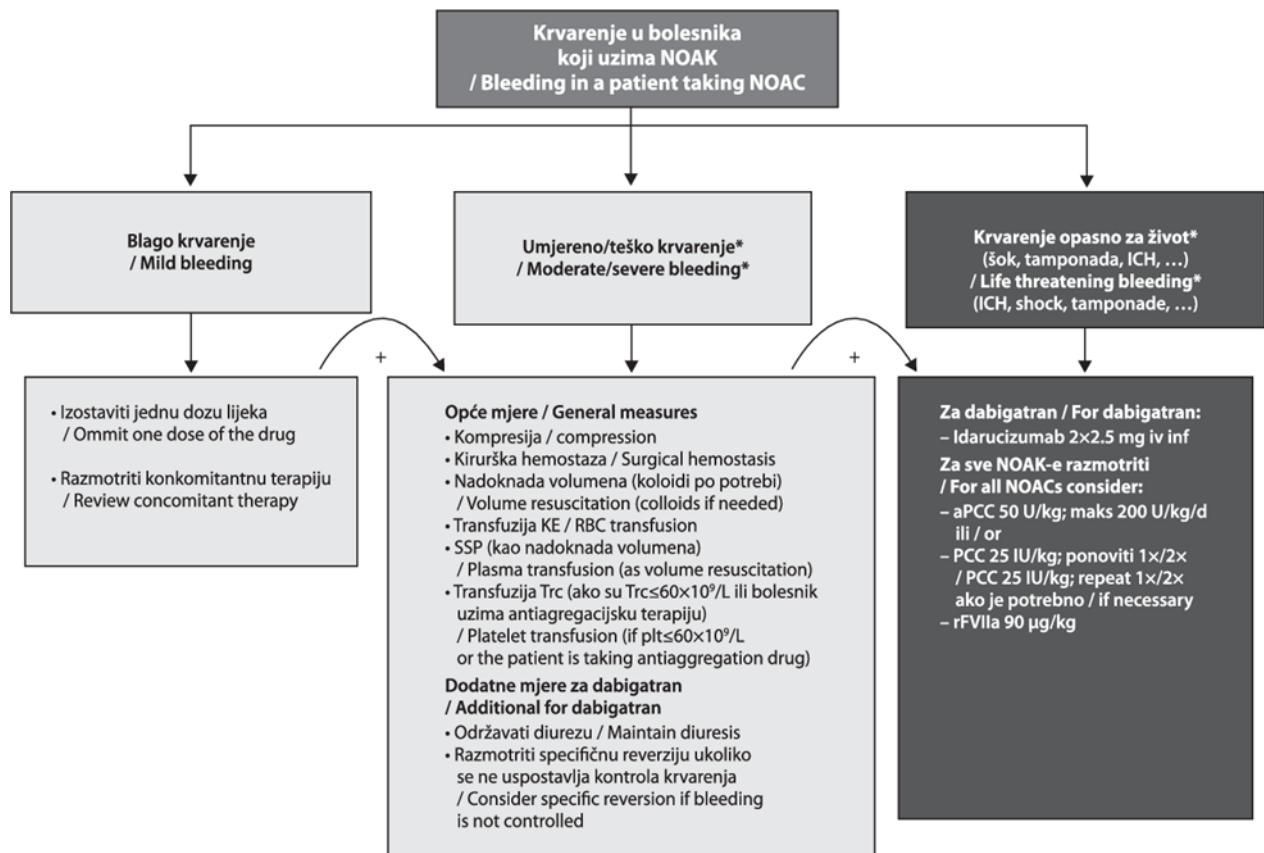 Krvarenje u bolesnika
koji uzima NOAK
/ Bleeding in a patient taking NOAC
Blago krvarenje
/ Mild bleeding
Umjereno/teško krvarenje*
/ Moderate/severe bleeding*
Krvarenje opasno za život*
(šok, tamponada, ICH, …)
/ Life threatening bleeding*
(ICH, shock, tamponade, …)
+
+
• Izostaviti jednu dozu lijeka
/ Ommit one dose of the drug
• Razmotriti konkomitantnu terapiju
/ Review concomitant therapy
Opće mjere / General measures
• Kompresija / compression
• Kirurška hemostaza / Surgical hemostasis
• Nadoknada volumena (koloidi po potrebi)
/ Volume resuscitation (colloids if needed)
• Transfuzija KE / RBC transfusion
• SSP (kao nadoknada volumena)
/ Plasma transfusion (as volume resuscitation)
• Transfuzija Trc (ako su Trc≤60×10⁹/L ili bolesnik
uzima antiagregacijsku terapiju)
/ Platelet transfusion (if plt≤60×10⁹/L
or the patient is taking antiaggregation drug)
Dodatne mjere za dabigatran
/ Additional for dabigatran
• Održavati diurezu / Maintain diuresis
• Razmotriti specifičnu reverziju ukoliko
se ne uspostavlja kontrola krvarenja
/ Consider specific reversion if bleeding
is not controlled
Za dabigatran / For dabigatran:
– Idarucizumab 2×2.5 mg iv inf
Za sve NOAK-e razmotriti
/ For all NOACs consider:
– aPCC 50 U/kg; maks 200 U/kg/d
ili / or
– PCC 25 IU/kg; ponoviti 1×/2×
/ PCC 25 IU/kg; repeat 1×/2×
ako je potrebno / if necessary
– rFVIIa 90 µg/kg